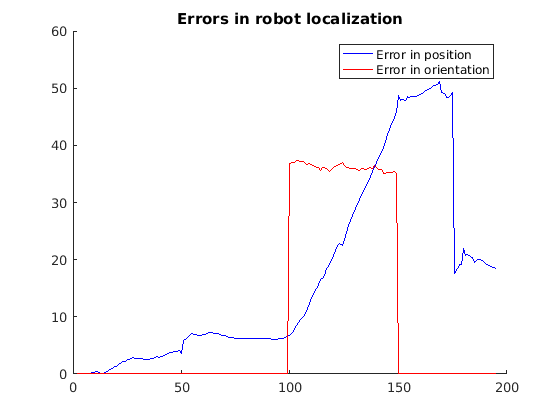 Errors in robot localization
60
50
40
30
20
10
0
0 50 100 150 200
Error in position
Error in orientation